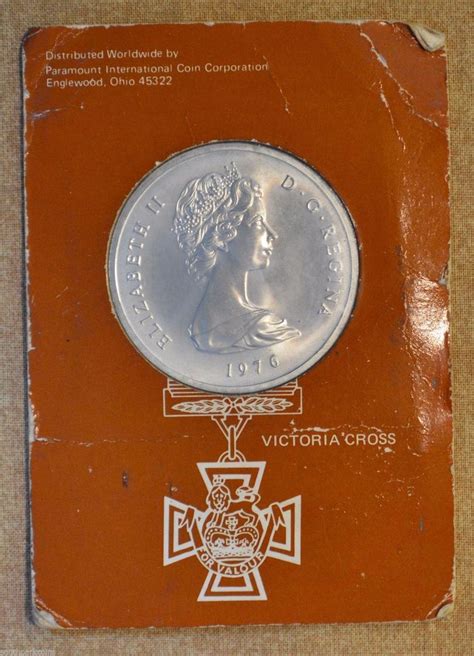 Distributed Worldwide by
Paramount International Coin Corporation
Englewood, Ohio 45322
ELIZABETH II D·G·REGINA
1976
VICTORIA CROSS
FOR VALOUR